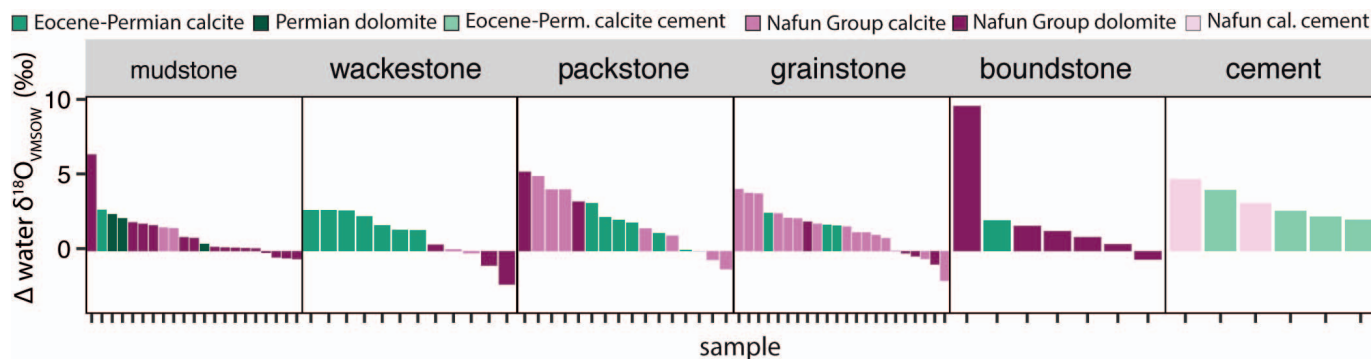 Eocene-Permian calcite Permian dolomite Eocene-Perm. calcite cement Nafun Group calcite Nafun Group dolomite Nafun cal. cement
mudstone wackestone packstone grainstone boundstone cement
Δ water δ¹⁸O_VMSOW (‰)
10
5
0
sample